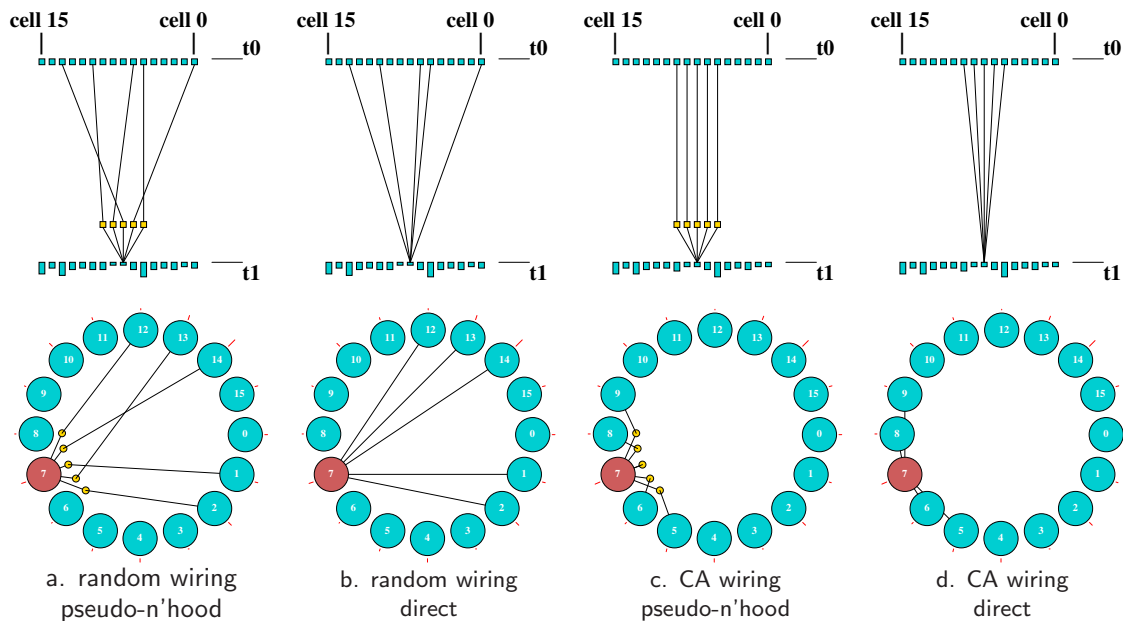 cell 15 cell 0 cell 15 cell 0 cell 15 cell 0 cell 15 cell 0
t0 t0 t0 t0
t1 t1 t1 t1
12 13 14 15 0 1 2 3 4 5 6 7 8 9 10 11
12 13 14 15 0 1 2 3 4 5 6 7 8 9 10 11
12 13 14 15 0 1 2 3 4 5 6 7 8 9 10 11
12 13 14 15 0 1 2 3 4 5 6 7 8 9 10 11
a. random wiring
pseudo-n'hood
b. random wiring
direct
c. CA wiring
pseudo-n'hood
d. CA wiring
direct